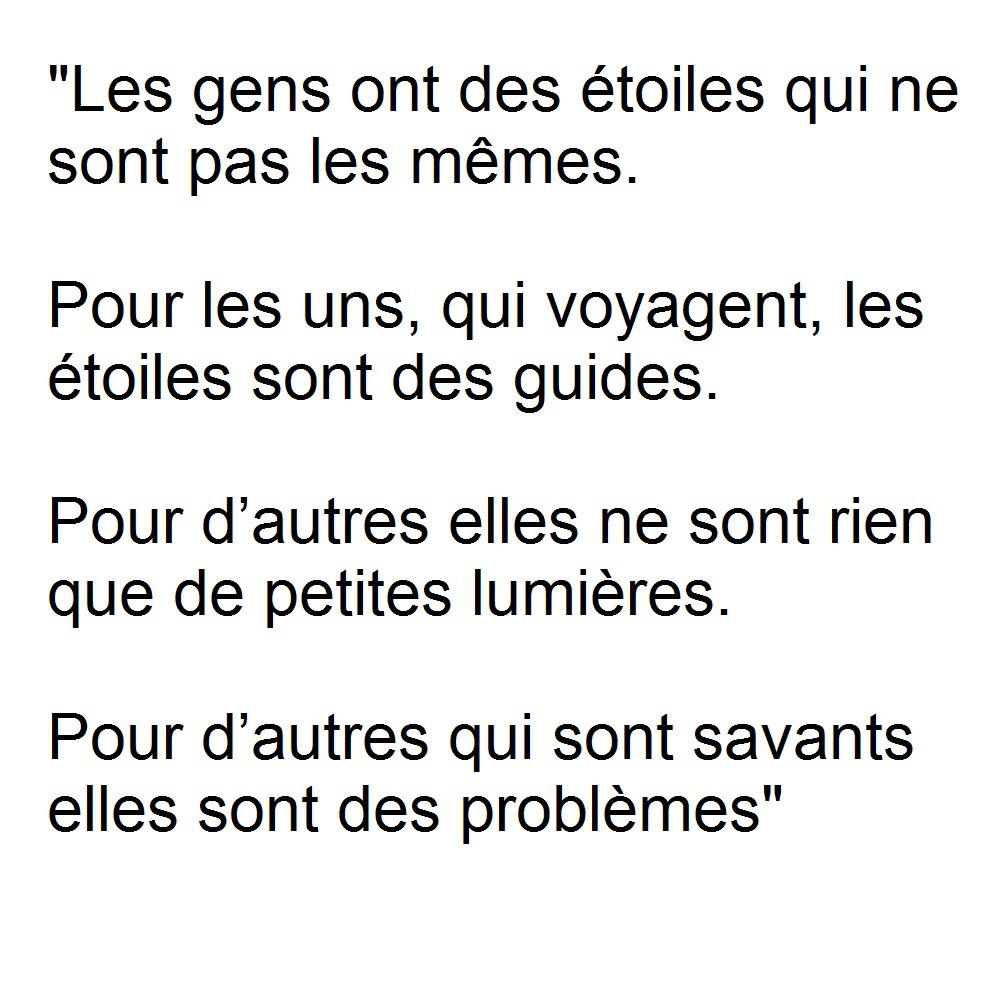 "Les gens ont des étoiles qui ne
sont pas les mêmes.
Pour les uns, qui voyagent, les
étoiles sont des guides.
Pour d’autres elles ne sont rien
que de petites lumières.
Pour d’autres qui sont savants
elles sont des problèmes"